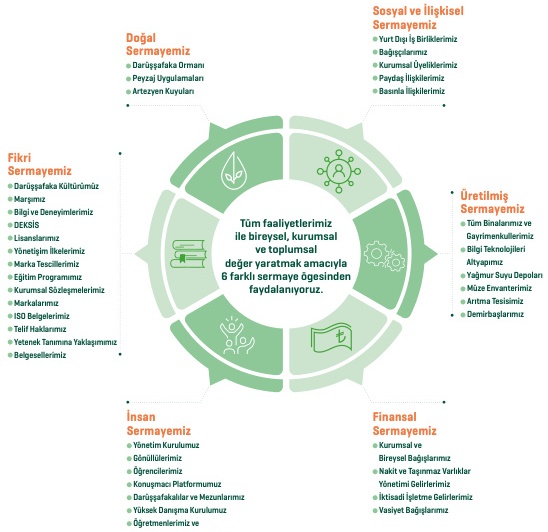 Doğal
Sermayemiz
Darüşşafaka Ormanı
Peyzaj Uygulamaları
Artezyen Kuyuları
Sosyal ve İlişkisel
Sermayemiz
Yurt Dışı İş Birliklerimiz
Bağışçılarımız
Kurumsal Üyeliklerimiz
Paydaş İlişkilerimiz
Basınla İlişkilerimiz
Fikri
Sermayemiz
Darüşşafaka Kültürümüz
Marşımız
Bilgi ve Deneyimlerimiz
DEKSİS
Lisanslarımız
Yönetişim İlkelerimiz
Marka Tescillerimiz
Eğitim Programımız
Kurumsal Sözleşmelerimiz
Markalarımız
ISO Belgelerimiz
Telif Haklarımız
Yetenek Tanımına Yaklaşımımız
Belgesellerimiz
Tüm faaliyetlerimiz
ile bireysel, kurumsal
ve toplumsal
değer yaratmak amacıyla
6 farklı sermaye ögesinden
faydalanıyoruz.
Üretilmiş
Sermayemiz
Tüm Binalarımız ve
Gayrimenkullerimiz
Bilgi Teknolojileri
Altyapımız
Yağmur Suyu Depoları
Müze Envanterimiz
Arıtma Tesisimiz
Demirbaşlarımız
İnsan
Sermayemiz
Yönetim Kurulumuz
Gönüllülerimiz
Öğrencilerimiz
Konuşmacı Platformumuz
Darüşşafakalılar ve Mezunlarımız
Yüksek Danışma Kurulumuz
Öğretmenlerimiz ve
Finansal
Sermayemiz
Kurumsal ve
Bireysel Bağışlarımız
Nakit ve Taşınmaz Varlıklar
Yönetimi Gelirlerimiz
İktisadi İşletme Gelirlerimiz
Vasiyet Bağışlarımız
₺